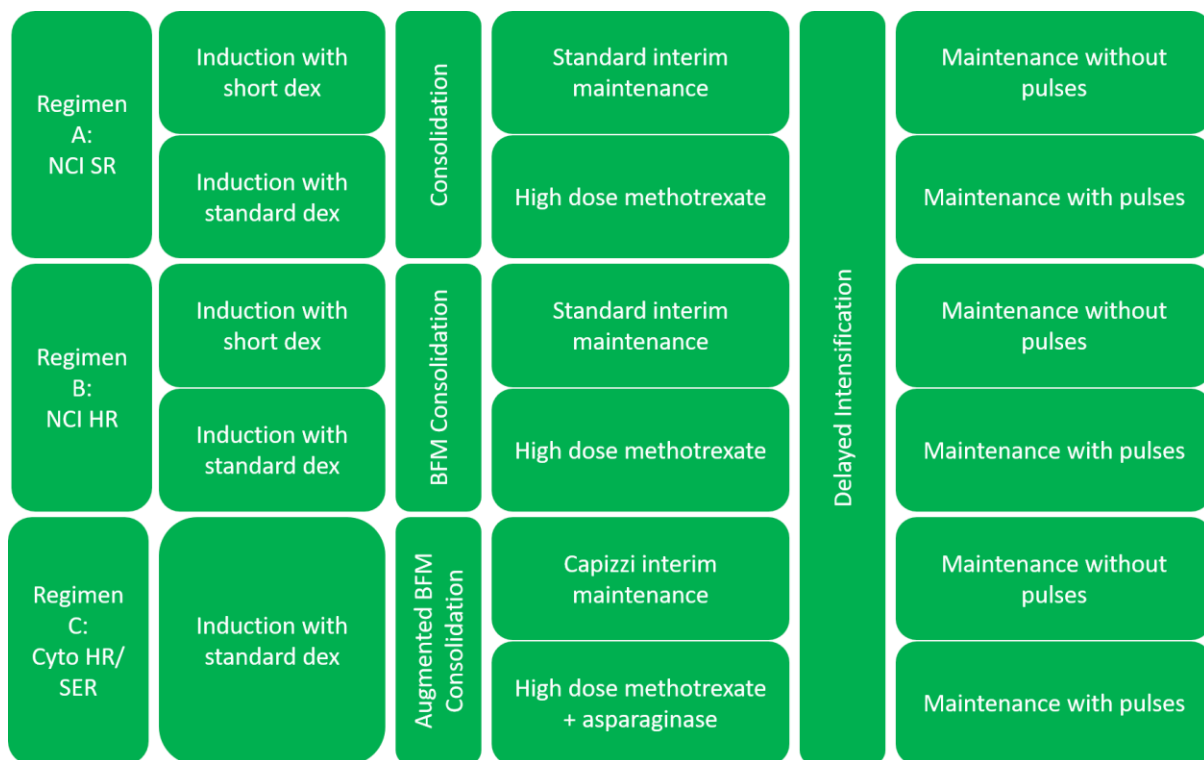 Regimen
A:
NCI SR
Induction with
short dex
Induction with
standard dex
Consolidation
Standard interim
maintenance
High dose methotrexate
Maintenance without
pulses
Maintenance with pulses
Regimen
B:
NCI HR
Induction with
short dex
Induction with
standard dex
BFM Consolidation
Standard interim
maintenance
High dose methotrexate
Delayed Intensification
Maintenance without
pulses
Maintenance with pulses
Regimen
C:
Cyto HR/
SER
Induction with
standard dex
Augmented BFM
Consolidation
Capizzi interim
maintenance
High dose methotrexate
+ asparaginase
Maintenance without
pulses
Maintenance with pulses